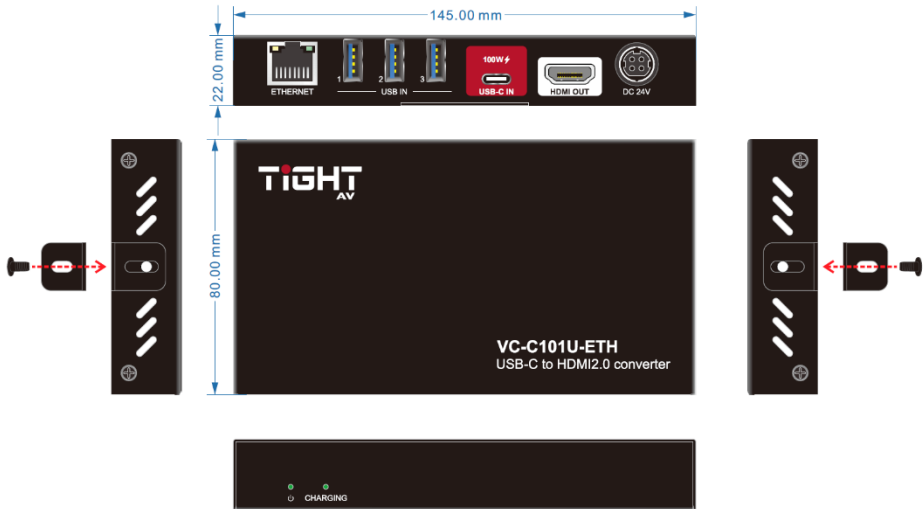 145.00 mm
22.00 mm
100W
ETHERNET
1 2 3
USB IN
USB-C IN
HDMI OUT
DC 24V
80.00 mm
TiGHT
AV
VC-C101U-ETH
USB-C to HDMI2.0 converter
CHARGING